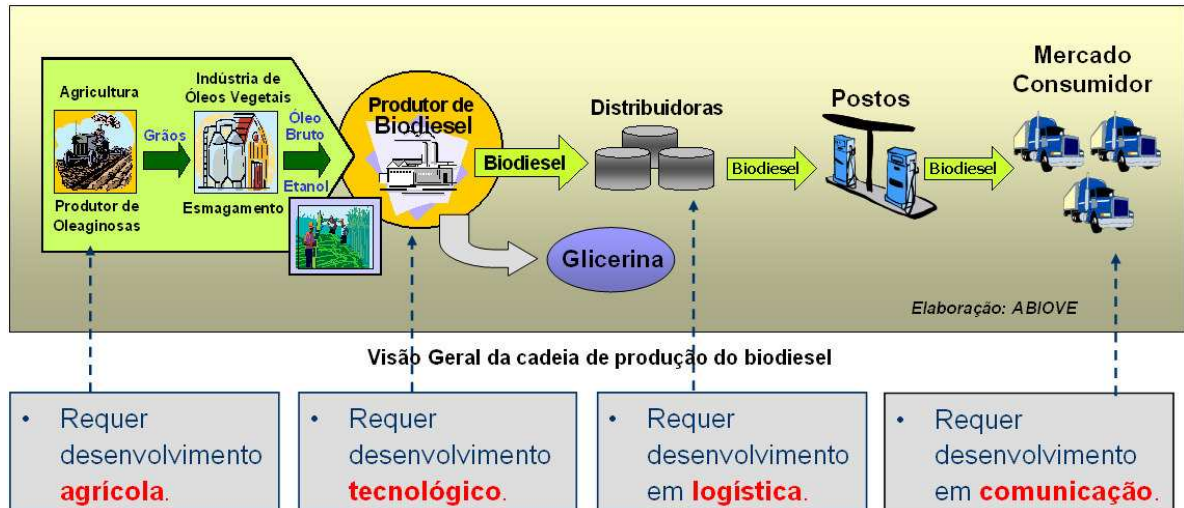 Agricultura
Grãos
Produtor de
Oleaginosas
Indústria de
Óleos Vegetais
Esmagamento
Óleo
Bruto
Etanol
Produtor de
Biodiesel
Biodiesel
Glicerina
Distribuidoras
Biodiesel
Postos
Biodiesel
Mercado
Consumidor
Elaboração: ABIOVE
Visão Geral da cadeia de produção do biodiesel
• Requer
desenvolvimento
agrícola.
• Requer
desenvolvimento
tecnológico.
• Requer
desenvolvimento
em logística.
• Requer
desenvolvimento
em comunicação.